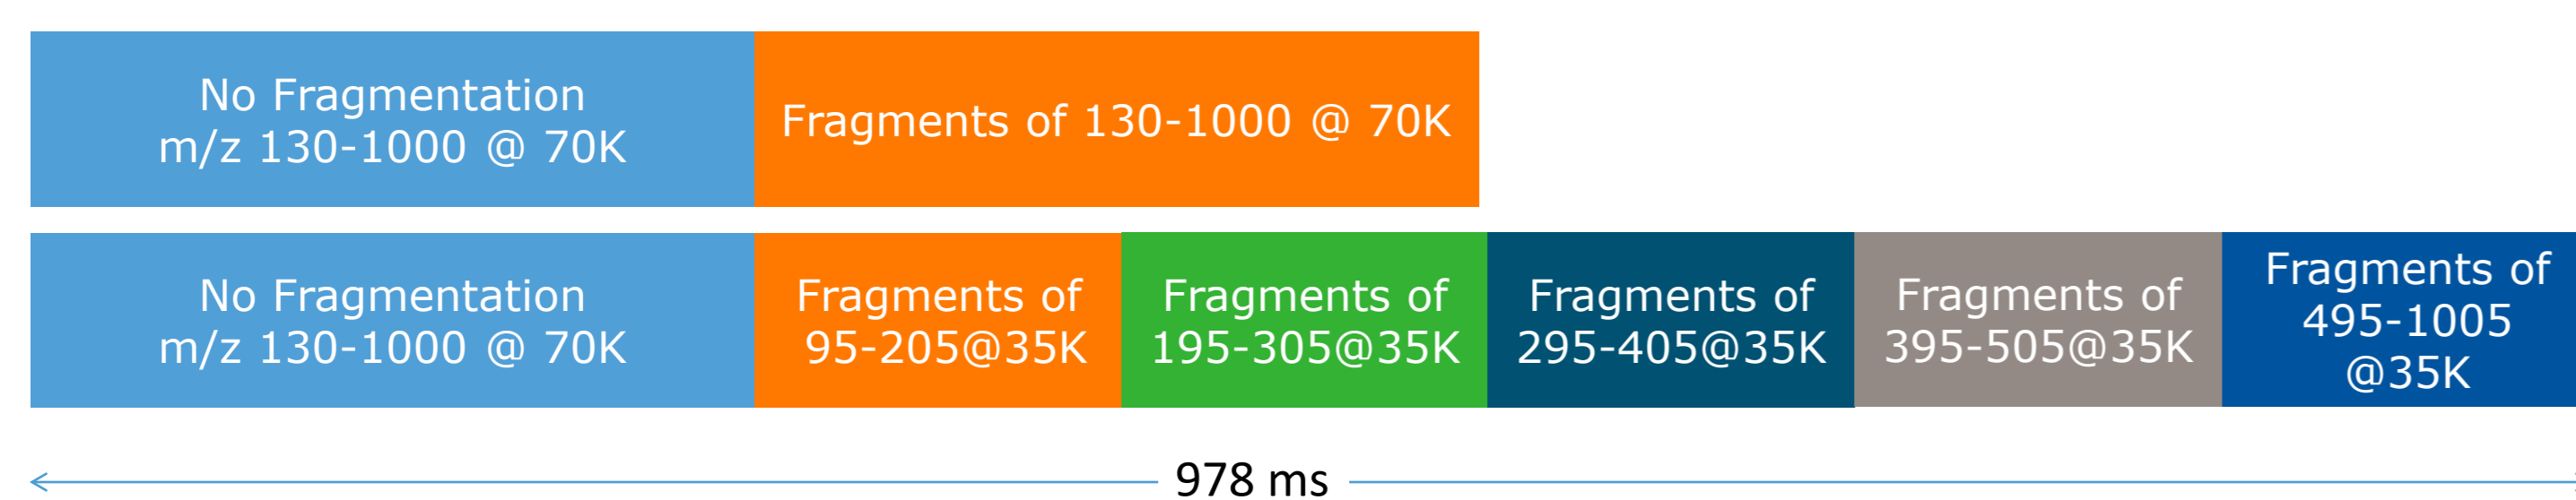 No Fragmentation
m/z 130-1000 @ 70K
Fragments of 130-1000 @ 70K
No Fragmentation
m/z 130-1000 @ 70K
Fragments of
95-205@35K
Fragments of
195-305@35K
Fragments of
295-405@35K
Fragments of
395-505@35K
Fragments of
495-1005
@35K
978 ms